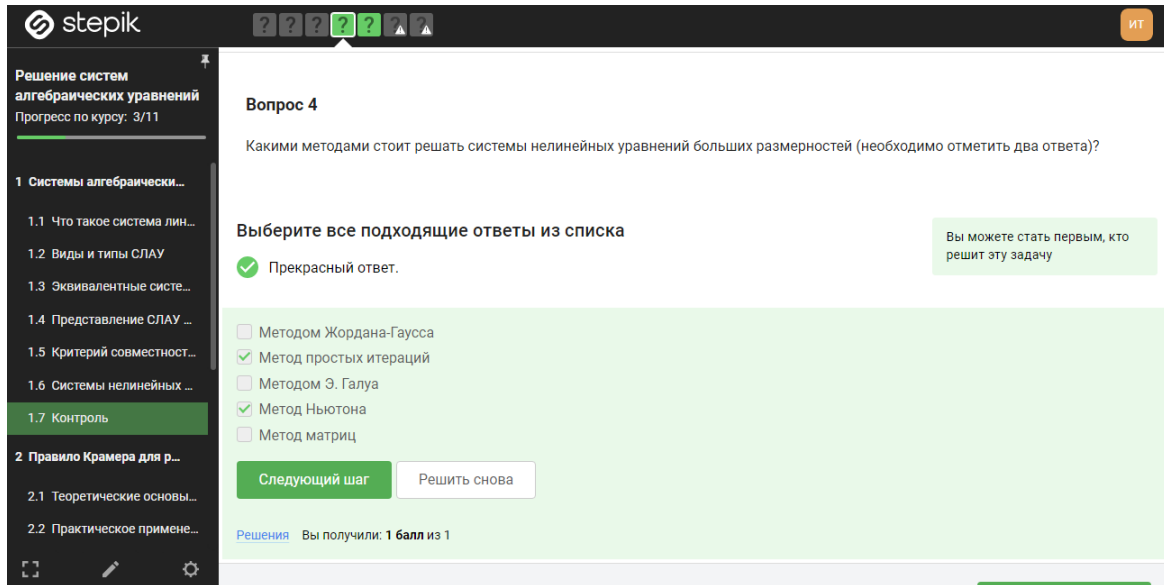 stepik
? ? ? ? ? ? ?
ИТ
Решение систем
алгебраических уравнений
Прогресс по курсу: 3/11
1 Системы алгебраически...
1.1 Что такое система лин...
1.2 Виды и типы СЛАУ
1.3 Эквивалентные систе...
1.4 Представление СЛАУ ...
1.5 Критерий совместност...
1.6 Системы нелинейных ...
1.7 Контроль
2 Правило Крамера для р...
2.1 Теоретические основы...
2.2 Практическое примене...
Вопрос 4
Какими методами стоит решать системы нелинейных уравнений больших размерностей (необходимо отметить два ответа)?
Выберите все подходящие ответы из списка
Прекрасный ответ.
Вы можете стать первым, кто
решит эту задачу
Методом Жордана-Гаусса
Метод простых итераций
Методом Э. Галуа
Метод Ньютона
Метод матриц
Следующий шаг
Решить снова
Решения Вы получили: 1 балл из 1